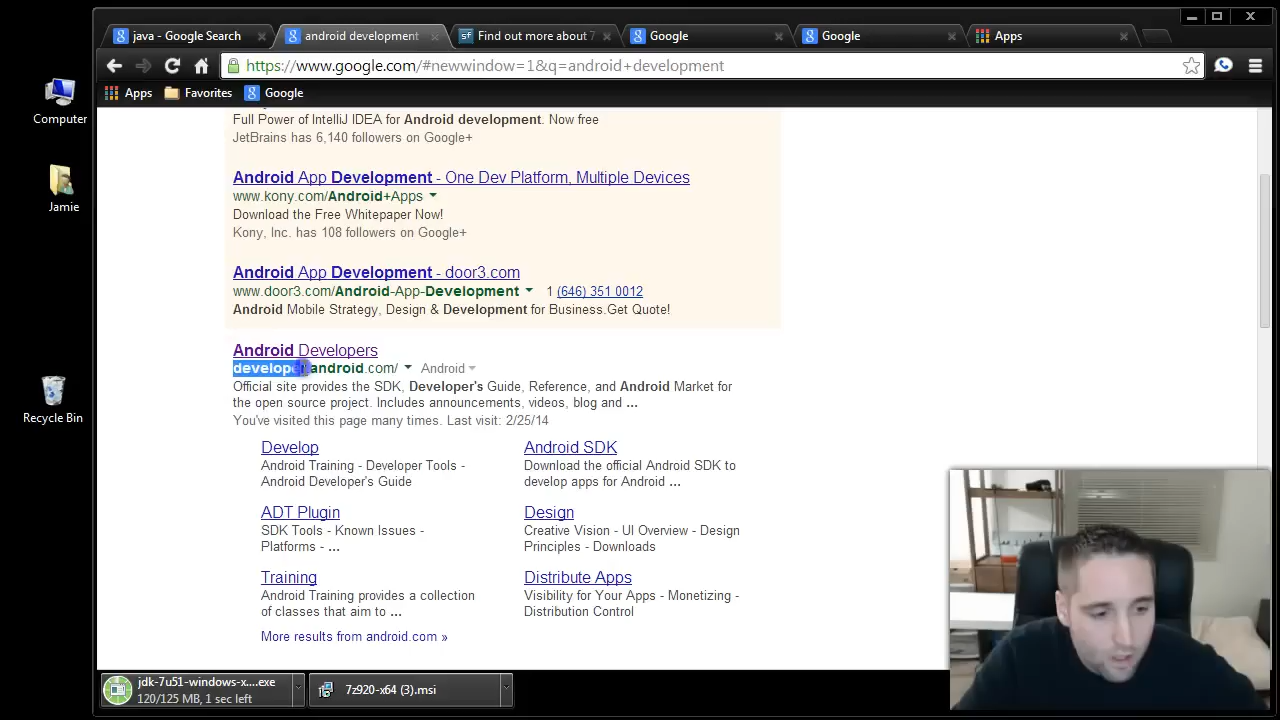 java - Google Search
android development
Find out more about 7
Google
Google
Apps
https://www.google.com/#newwindow=1&q=android+development
Apps
Favorites
Google
Computer
Jamie
Recycle Bin
Full Power of IntelliJ IDEA for Android development. Now free
JetBrains has 6,140 followers on Google+
Android App Development - One Dev Platform, Multiple Devices
www.kony.com/Android+Apps
Download the Free Whitepaper Now!
Kony, Inc. has 108 followers on Google+
Android App Development - door3.com
www.door3.com/Android-App-Development 1 (646) 351 0012
Android Mobile Strategy, Design & Development for Business.Get Quote!
Android Developers
developer.android.com/ Android
Official site provides the SDK, Developer's Guide, Reference, and Android Market for
the open source project. Includes announcements, videos, blog and ...
You've visited this page many times. Last visit: 2/25/14
Develop
Android Training - Developer Tools -
Android Developer's Guide
Android SDK
Download the official Android SDK to
develop apps for Android ...
ADT Plugin
SDK Tools - Known Issues -
Platforms - ...
Design
Creative Vision - UI Overview - Design
Principles - Downloads
Training
Android Training provides a collection
of classes that aim to ...
Distribute Apps
Visibility for Your Apps - Monetizing -
Distribution Control
More results from android.com »
jdk-7u51-windows-x....exe
120/125 MB, 1 sec left
7z920-x64 (3).msi